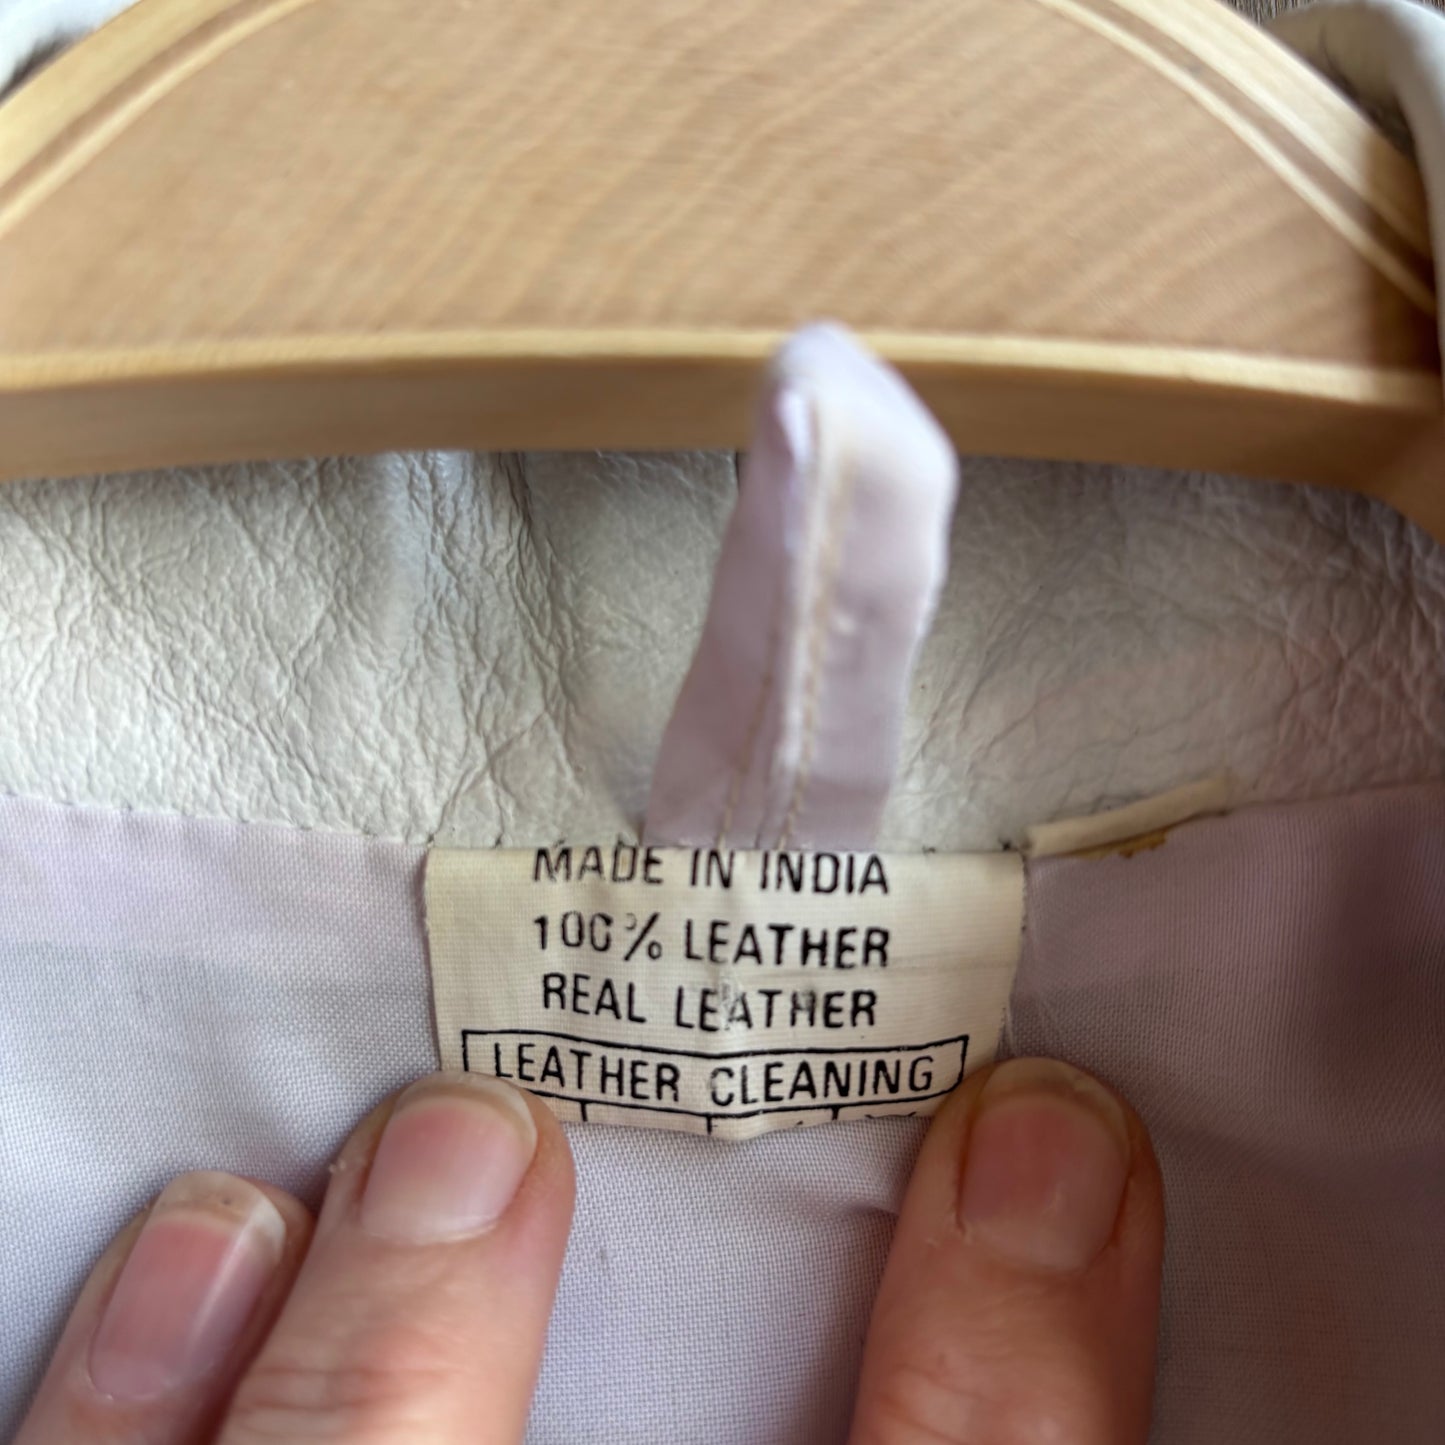 MADE IN INDIA
100% LEATHER
REAL LEATHER
LEATHER CLEANING